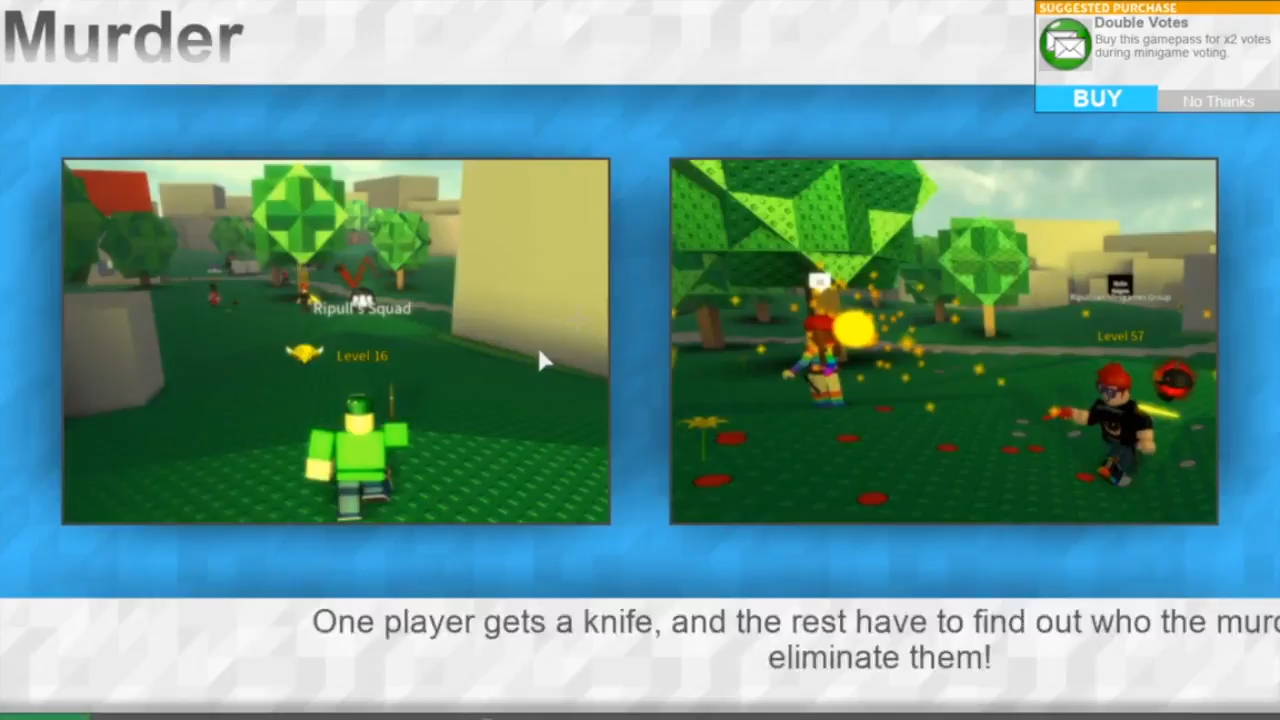 Murder
SUGGESTED PURCHASE
Double Votes
Buy this gamepass for x2 votes
during minigame voting.
BUY
No Thanks
Ripull's Squad
Level 16
Level 57
One player gets a knife, and the rest have to find out who the murd
eliminate them!